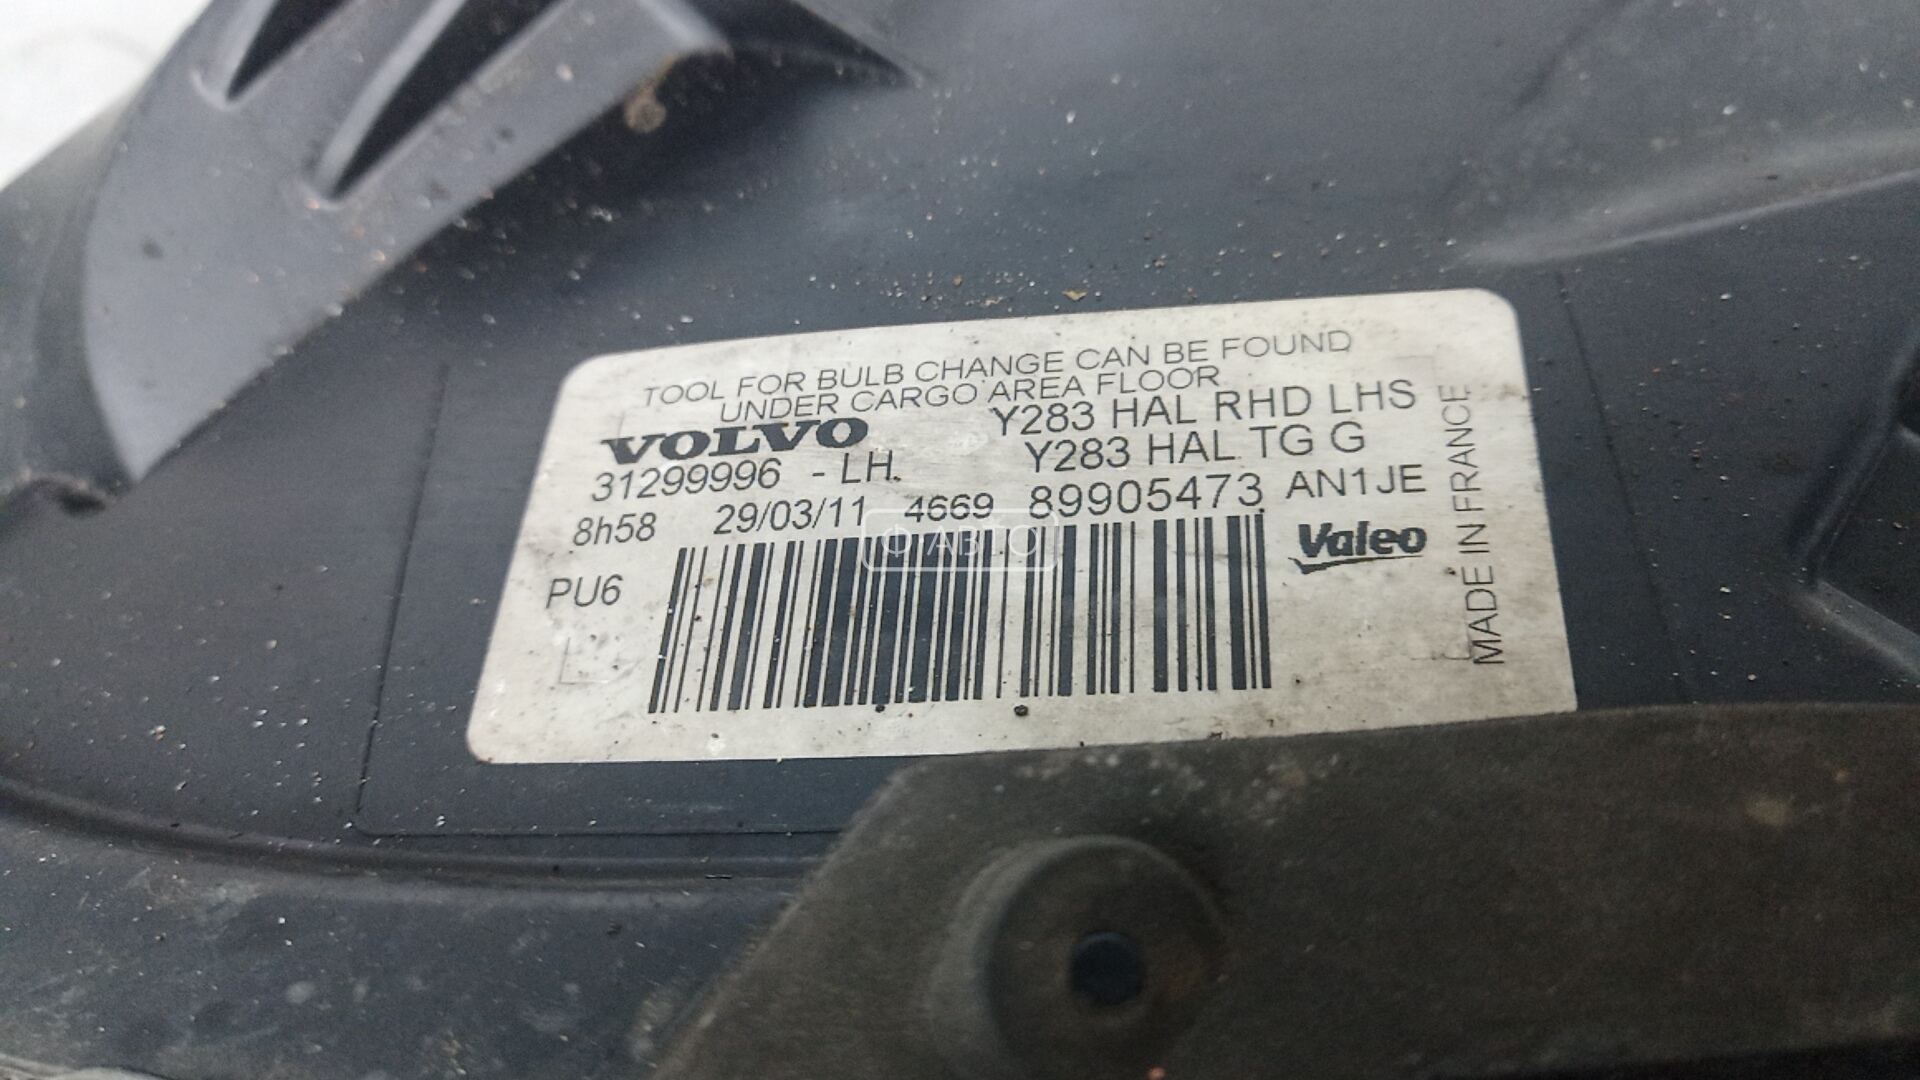 TOOL FOR BULB CHANGE CAN BE FOUND
UNDER CARGO AREA FLOOR
VOLVO Y283 HAL RHD LHS
31299996 - LH. Y283 HAL TG G
8h58 29/03/11 4669 89905473 AN1JE
Ф АВТО
Valeo
PU6
MADE IN FRANCE